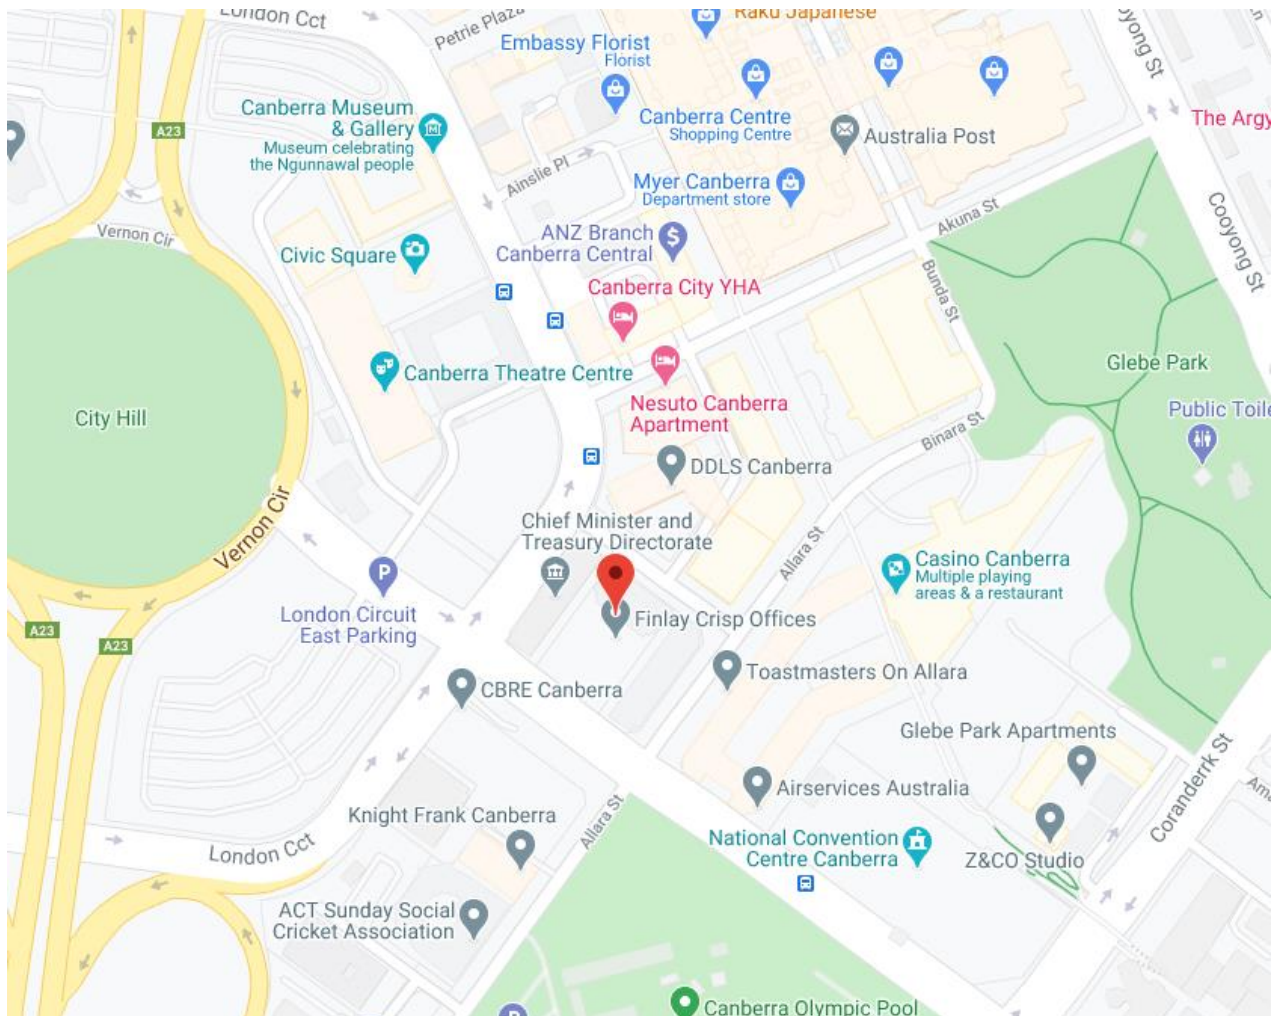 London Cct
Petrie Plaza
Raku Japanese
Embassy Florist
Florist
Cooyong St
Canberra Museum
& Gallery
Museum celebrating
the Ngunnawal people
A23
Canberra Centre
Shopping Centre
Australia Post
The Argy
Ainslie Pl
Myer Canberra
Department store
Akuna St
Cooyong St
Vernon Cir
Civic Square
ANZ Branch
Canberra Central
Bunda St
Canberra City YHA
Canberra Theatre Centre
Glebe Park
Nesuto Canberra
Apartment
City Hill
Public Toile
Binara St
DDLS Canberra
Vernon Cir
Chief Minister and
Treasury Directorate
Allara St
Casino Canberra
Multiple playing
areas & a restaurant
P
London Circuit
East Parking
Finlay Crisp Offices
A23
A23
Toastmasters On Allara
CBRE Canberra
Glebe Park Apartments
Coranderrk St
Airservices Australia
Ama
Knight Frank Canberra
Allara St
London Cct
National Convention
Centre Canberra
Z&CO Studio
ACT Sunday Social
Cricket Association
Canberra Olympic Pool